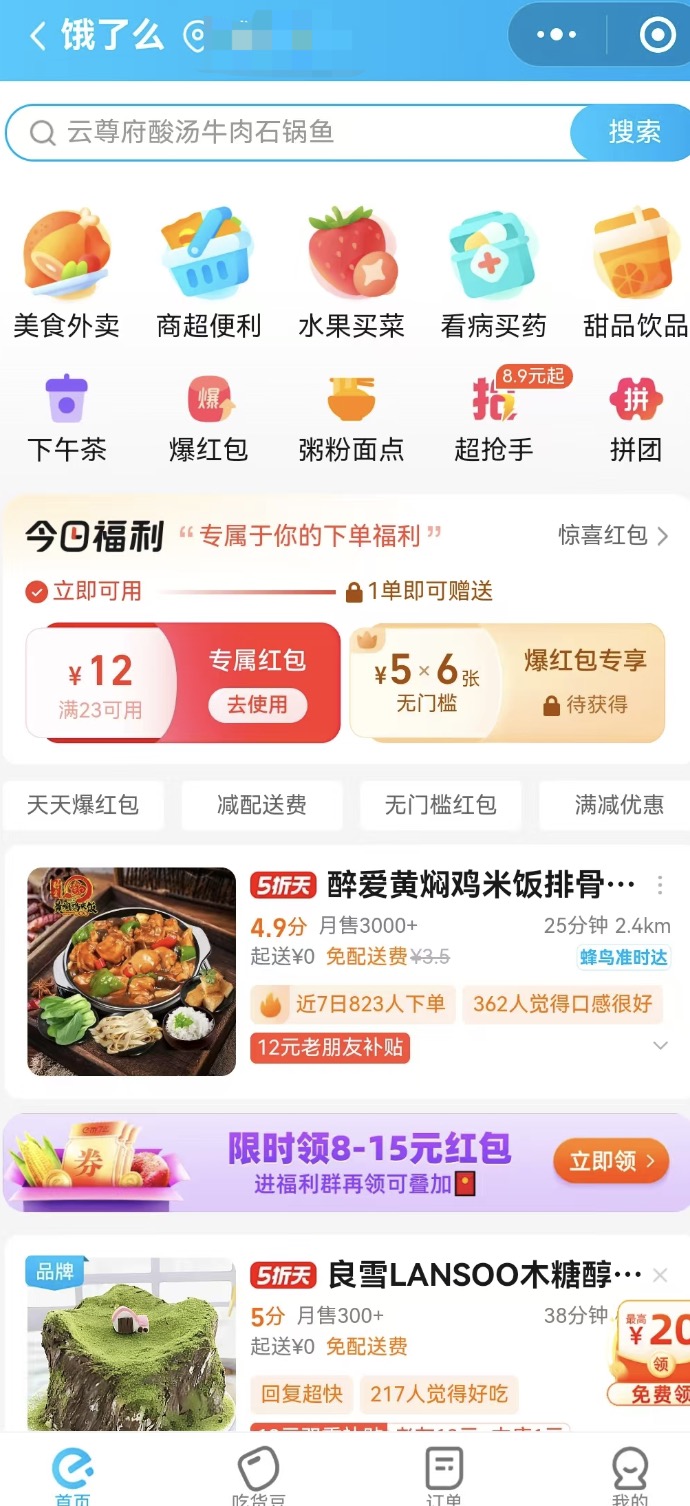 饿了么
云尊府酸汤牛肉石锅鱼
搜索
美食外卖 商超便利 水果买菜 看病买药 甜品饮品
爆 抢 8.9元起 拼
下午茶 爆红包 粥粉面点 超抢手 拼团
今日福利 “专属于你的下单福利” 惊喜红包 >
立即可用 1单即可赠送
¥12 专属红包 ¥5×6张 爆红包专享
满23可用 去使用 无门槛 待获得
天天爆红包 减配送费 无门槛红包 满减优惠
5折天 醉爱黄焖鸡米饭排骨···
4.9分 月售3000+ 25分钟 2.4km
起送¥0 免配送费¥3.5 蜂鸟准时达
近7日823人下单 362人觉得口感很好
12元老朋友补贴
券
限时领8-15元红包
进福利群再领可叠加
立即领 >
品牌
5折天 良雪LANSOO木糖醇···
5分 月售300+ 38分钟
起送¥0 免配送费
回复超快 217人觉得好吃
最高
¥20
领
免费领
首页 吃货豆 订单 我的